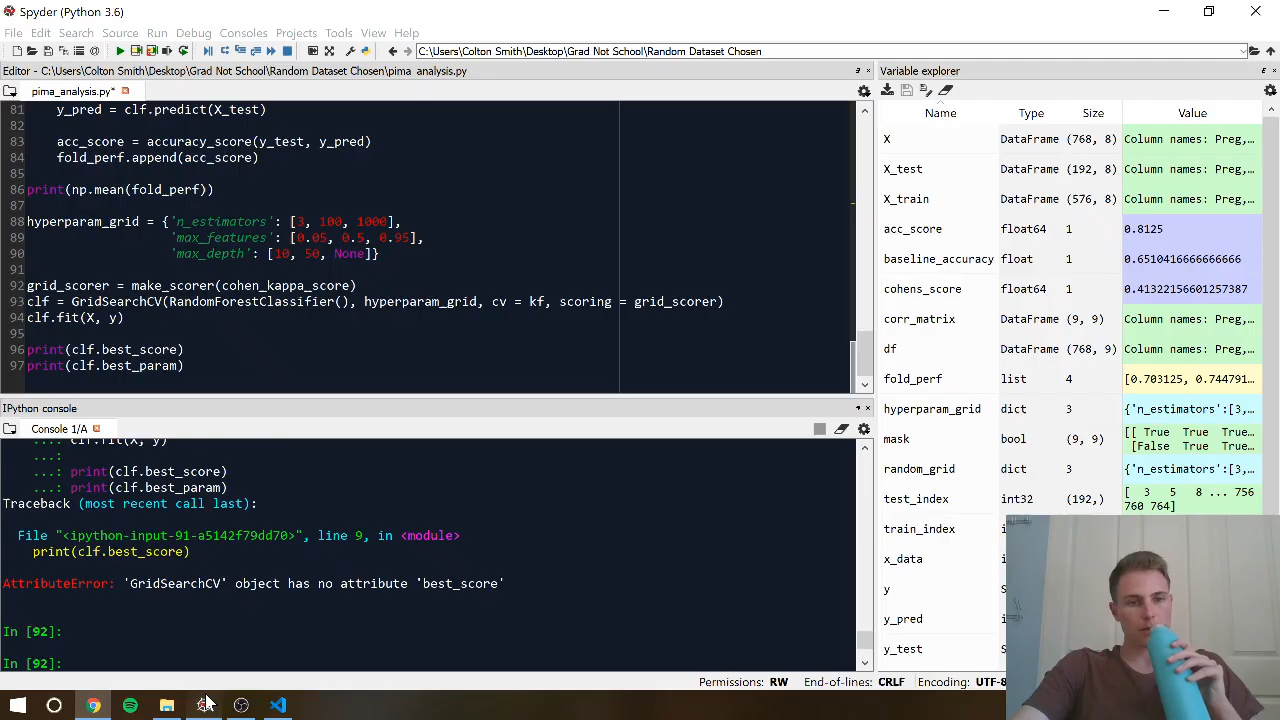 Spyder (Python 3.6)
File Edit Search Source Run Debug Consoles Projects Tools View Help
C:\Users\Colton Smith\Desktop\Grad Not School\Random Dataset Chosen
Editor - C:\Users\Colton Smith\Desktop\Grad Not School\Random Dataset Chosen\pima_analysis.py
pima_analysis.py*
81 y_pred = clf.predict(X_test)
82
83 acc_score = accuracy_score(y_test, y_pred)
84 fold_perf.append(acc_score)
85
86 print(np.mean(fold_perf))
87
88 hyperparam_grid = {'n_estimators': [3, 100, 1000],
89 'max_features': [0.05, 0.5, 0.95],
90 'max_depth': [10, 50, None]}
91
92 grid_scorer = make_scorer(cohen_kappa_score)
93 clf = GridSearchCV(RandomForestClassifier(), hyperparam_grid, cv = kf, scoring = grid_scorer)
94 clf.fit(X, y)
95
96 print(clf.best_score)
97 print(clf.best_param)
IPython console
Console 1/A
...: clf.fit(X, y)
...:
...: print(clf.best_score)
...: print(clf.best_param)
Traceback (most recent call last):
File "<ipython-input-91-a5142f79dd70>", line 9, in <module>
print(clf.best_score)
AttributeError: 'GridSearchCV' object has no attribute 'best_score'
In [92]:
In [92]:
Variable explorer
Name Type Size Value
X DataFrame (768, 8) Column names: Preg,…
X_test DataFrame (192, 8) Column names: Preg,…
X_train DataFrame (576, 8) Column names: Preg,…
acc_score float64 1 0.8125
baseline_accuracy float 1 0.6510416666666666
cohens_score float64 1 0.41322156601257387
corr_matrix DataFrame (9, 9) Column names: Preg,…
df DataFrame (768, 9) Column names: Preg,…
fold_perf list 4 [0.703125, 0.744791…
hyperparam_grid dict 3 {'n_estimators':[3,…
mask bool (9, 9) [[ True True True…
[False True True…
random_grid dict 3 {'n_estimators':[3,…
test_index int32 (192,) [ 3 5 8 ... 756
760 764]
train_index
x_data
y
y_pred
y_test
Permissions: RW End-of-lines: CRLF Encoding: UTF-8